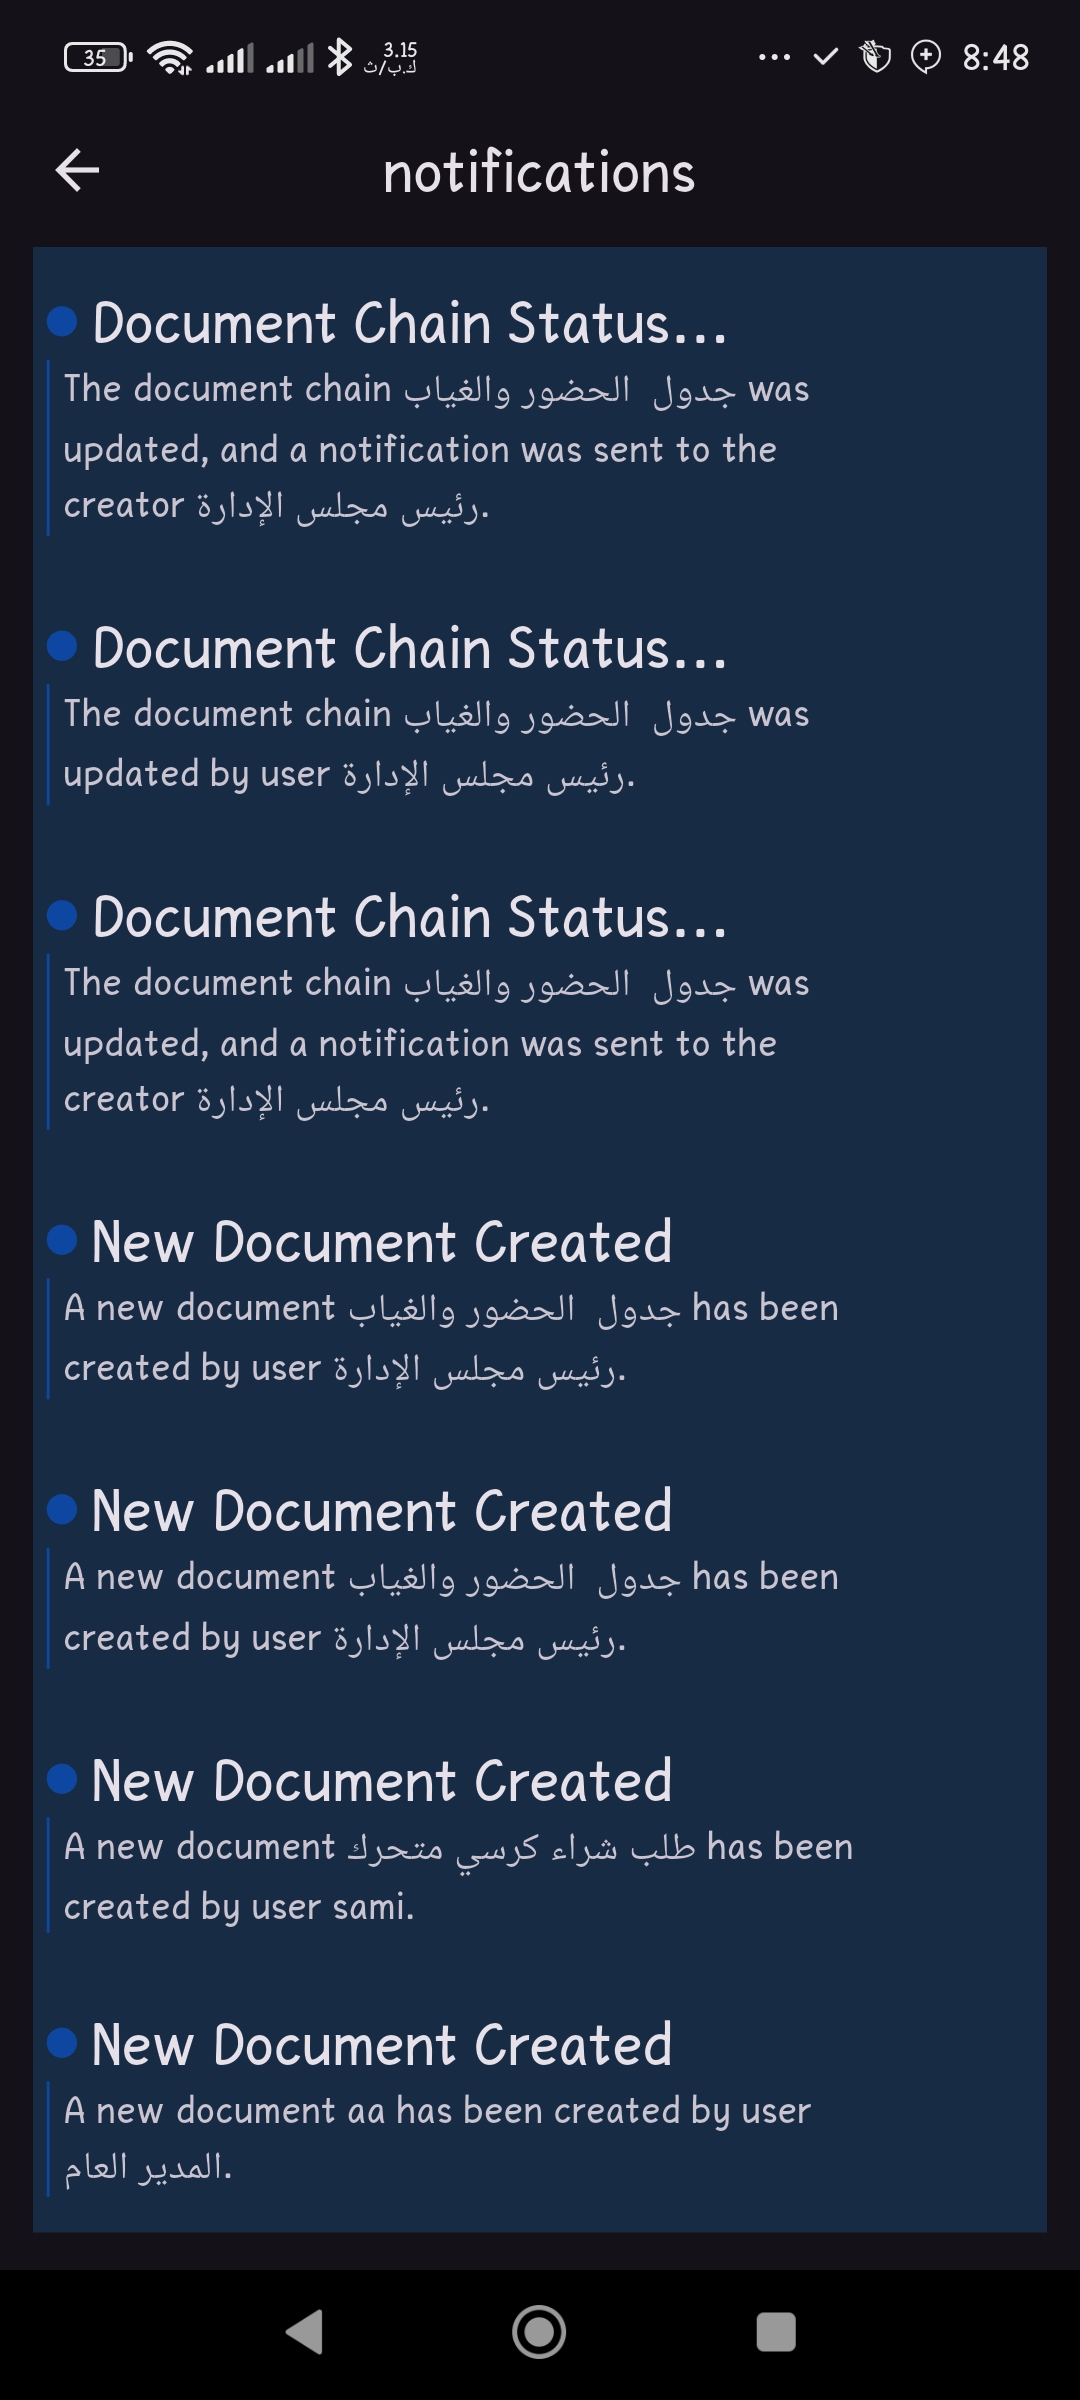 35
3.15
ك.ب/ث
8:48
notifications
Document Chain Status...
The document chain جدول  الحضور والغياب was
updated, and a notification was sent to the
creator رئيس مجلس الإدارة.
Document Chain Status...
The document chain جدول  الحضور والغياب was
updated by user رئيس مجلس الإدارة.
Document Chain Status...
The document chain جدول  الحضور والغياب was
updated, and a notification was sent to the
creator رئيس مجلس الإدارة.
New Document Created
A new document جدول  الحضور والغياب has been
created by user رئيس مجلس الإدارة.
New Document Created
A new document جدول  الحضور والغياب has been
created by user رئيس مجلس الإدارة.
New Document Created
A new document طلب شراء كرسي متحرك has been
created by user sami.
New Document Created
A new document aa has been created by user
المدير العام.